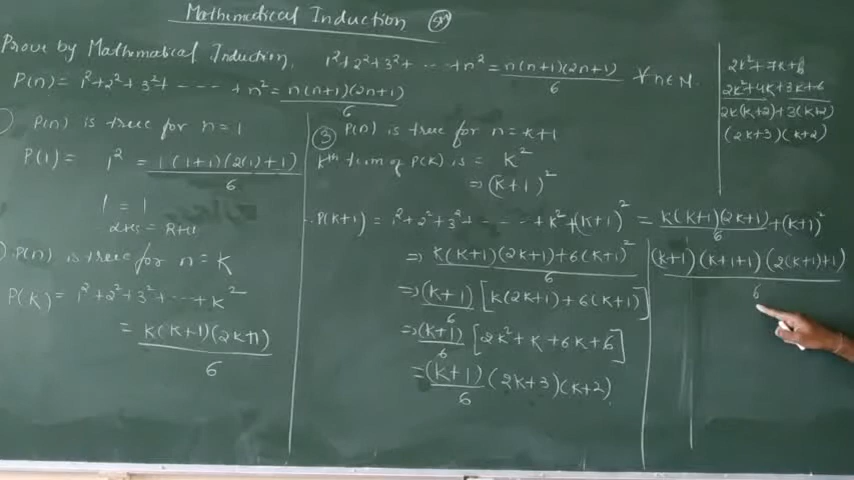 Mathematical Induction
Prove by Mathematical Induction, 1²+2²+3²+ - - - +n² = n(n+1)(2n+1)/6 ∀ n∈N.
P(n) = 1²+2²+3²+ - - - - + n² = n(n+1)(2n+1)/6
P(n) is true for n=1
P(1) = 1² = 1(1+1)(2(1)+1)/6
1 = 1
LHS = RHS
P(n) is true for n=K
P(K) = 1²+2²+3²+ - - - +K²
= K(K+1)(2K+1)/6
③ P(n) is true for n=K+1
Kth term of P(K) is = K²
⇒ (K+1)²
P(K+1) = 1²+2²+3²+ - - - - +K²+(K+1)² = K(K+1)(2K+1)/6 + (K+1)²
⇒ K(K+1)(2K+1)+6(K+1)²/6
⇒ (K+1)/6 [K(2K+1)+6(K+1)]
⇒ (K+1)/6 [2K²+K+6K+6]
= (K+1)/6 (2K+3)(K+2)
2K²+7K+6
2K²+4K+3K+6
2K(K+2)+3(K+2)
(2K+3)(K+2)
(K+1)(K+1+1)(2(K+1)+1)/6